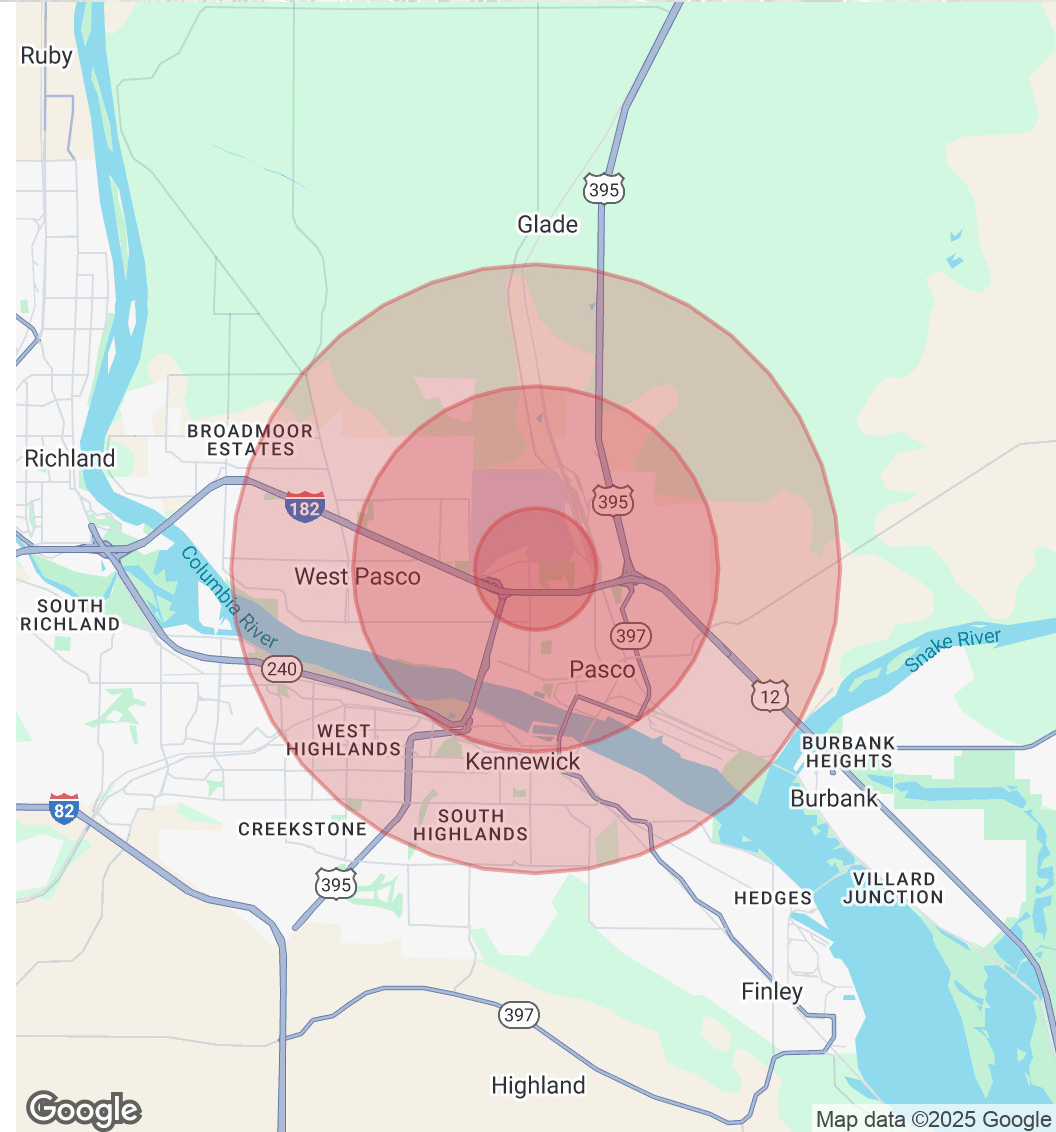 Ruby
395
Glade
BROADMOOR
ESTATES
Richland
182
395
Columbia River
West Pasco
SOUTH
RICHLAND
397
Snake River
240
Pasco
12
WEST
HIGHLANDS
BURBANK
HEIGHTS
Kennewick
82
Burbank
CREEKSTONE
SOUTH
HIGHLANDS
395
VILLARD
JUNCTION
HEDGES
Finley
397
Highland
Google
Map data ©2025 Google